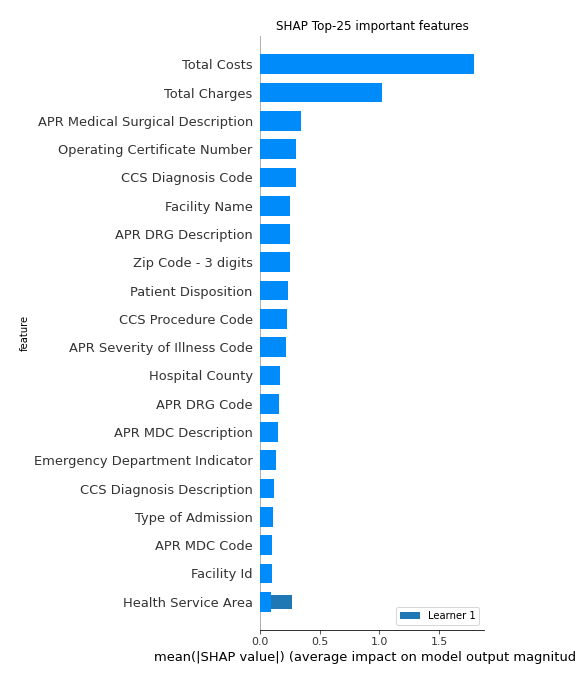 SHAP Top-25 important features
Total Costs
Total Charges
APR Medical Surgical Description
Operating Certificate Number
CCS Diagnosis Code
Facility Name
APR DRG Description
Zip Code - 3 digits
Patient Disposition
CCS Procedure Code
APR Severity of Illness Code
Hospital County
APR DRG Code
APR MDC Description
Emergency Department Indicator
CCS Diagnosis Description
Type of Admission
APR MDC Code
Facility Id
Health Service Area
feature
Learner 1
0.0 0.5 1.0 1.5
mean(|SHAP value|) (average impact on model output magnitud